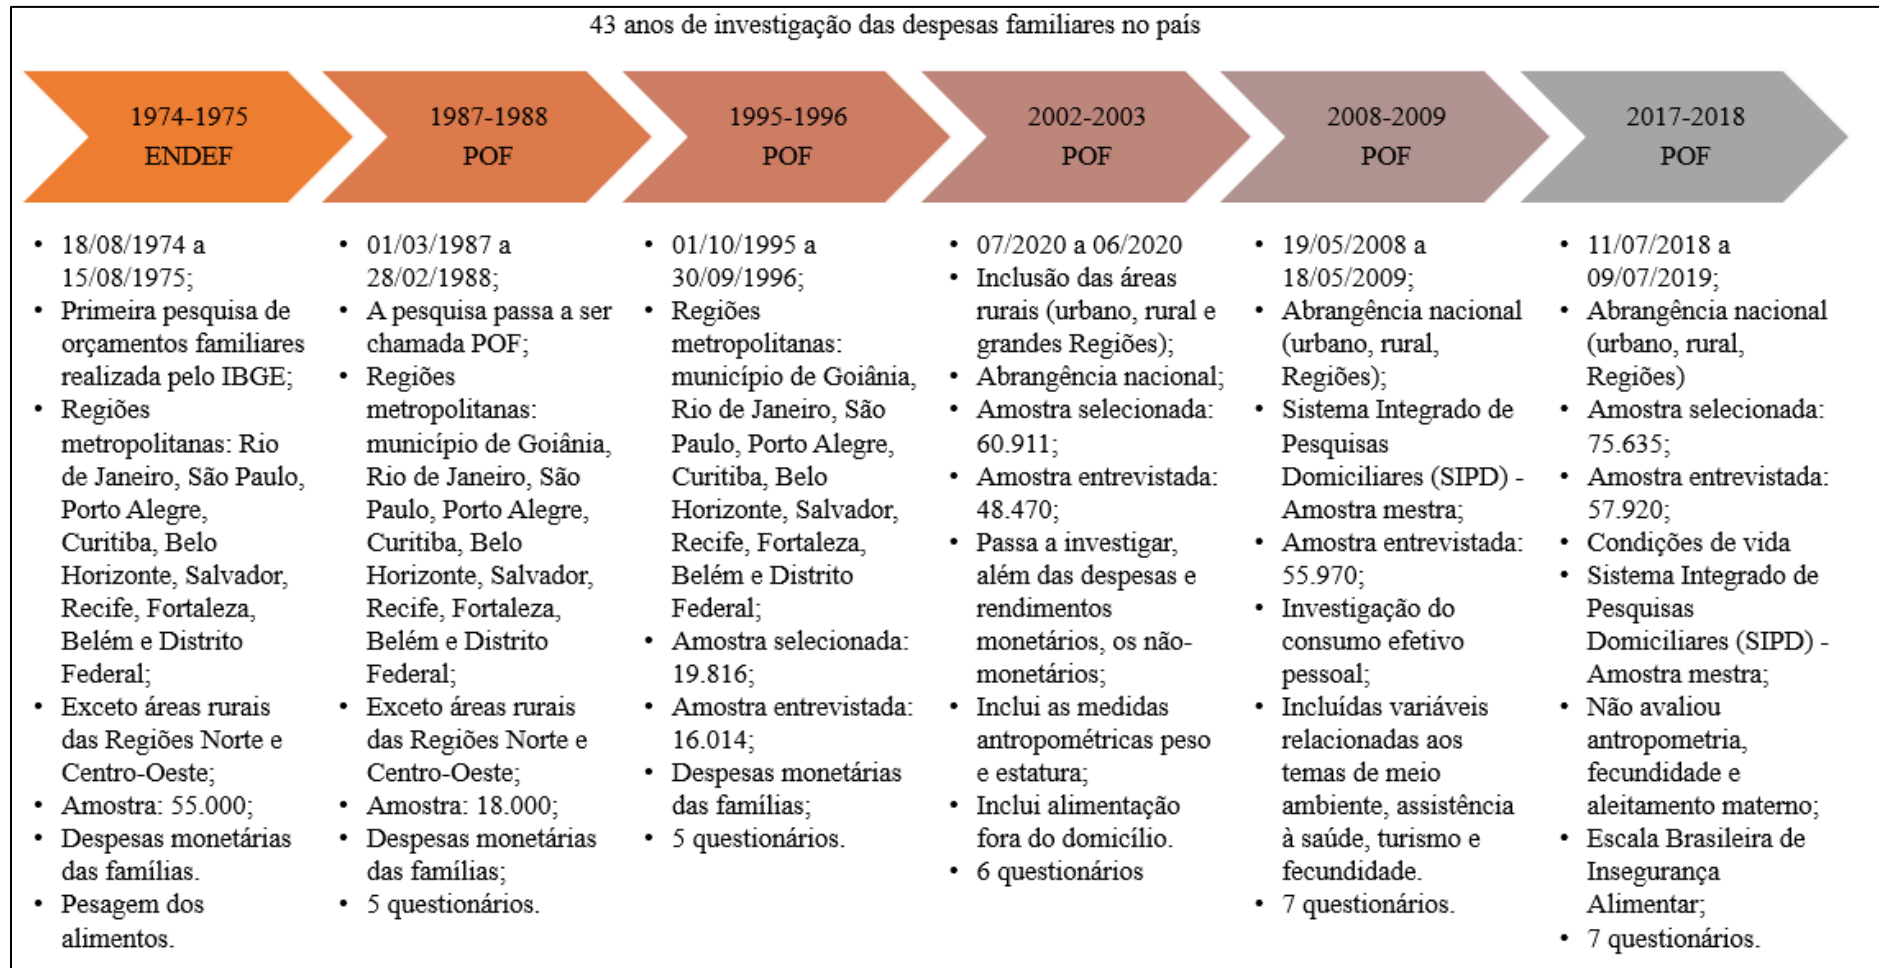 43 anos de investigação das despesas familiares no país
1974-1975
ENDEF
1987-1988
POF
1995-1996
POF
2002-2003
POF
2008-2009
POF
2017-2018
POF
• 18/08/1974 a
15/08/1975;
• Primeira pesquisa de
orçamentos familiares
realizada pelo IBGE;
• Regiões
metropolitanas: Rio
de Janeiro, São Paulo,
Porto Alegre,
Curitiba, Belo
Horizonte, Salvador,
Recife, Fortaleza,
Belém e Distrito
Federal;
• Exceto áreas rurais
das Regiões Norte e
Centro-Oeste;
• Amostra: 55.000;
• Despesas monetárias
das famílias.
• Pesagem dos
alimentos.
• 01/03/1987 a
28/02/1988;
• A pesquisa passa a ser
chamada POF;
• Regiões
metropolitanas:
município de Goiânia,
Rio de Janeiro, São
Paulo, Porto Alegre,
Curitiba, Belo
Horizonte, Salvador,
Recife, Fortaleza,
Belém e Distrito
Federal;
• Exceto áreas rurais
das Regiões Norte e
Centro-Oeste;
• Amostra: 18.000;
• Despesas monetárias
das famílias;
• 5 questionários.
• 01/10/1995 a
30/09/1996;
• Regiões
metropolitanas:
município de Goiânia,
Rio de Janeiro, São
Paulo, Porto Alegre,
Curitiba, Belo
Horizonte, Salvador,
Recife, Fortaleza,
Belém e Distrito
Federal;
• Amostra selecionada:
19.816;
• Amostra entrevistada:
16.014;
• Despesas monetárias
das famílias;
• 5 questionários.
• 07/2020 a 06/2020
• Inclusão das áreas
rurais (urbano, rural e
grandes Regiões);
• Abrangência nacional;
• Amostra selecionada:
60.911;
• Amostra entrevistada:
48.470;
• Passa a investigar,
além das despesas e
rendimentos
monetários, os não-
monetários;
• Inclui as medidas
antropométricas peso
e estatura;
• Inclui alimentação
fora do domicílio.
• 6 questionários
• 19/05/2008 a
18/05/2009;
• Abrangência nacional
(urbano, rural,
Regiões);
• Sistema Integrado de
Pesquisas
Domiciliares (SIPD) -
Amostra mestra;
• Amostra entrevistada:
55.970;
• Investigação do
consumo efetivo
pessoal;
• Incluídas variáveis
relacionadas aos
temas de meio
ambiente, assistência
à saúde, turismo e
fecundidade.
• 7 questionários.
• 11/07/2018 a
09/07/2019;
• Abrangência nacional
(urbano, rural,
Regiões)
• Amostra selecionada:
75.635;
• Amostra entrevistada:
57.920;
• Condições de vida
• Sistema Integrado de
Pesquisas
Domiciliares (SIPD) -
Amostra mestra;
• Não avaliou
antropometria,
fecundidade e
aleitamento materno;
• Escala Brasileira de
Insegurança
Alimentar;
• 7 questionários.